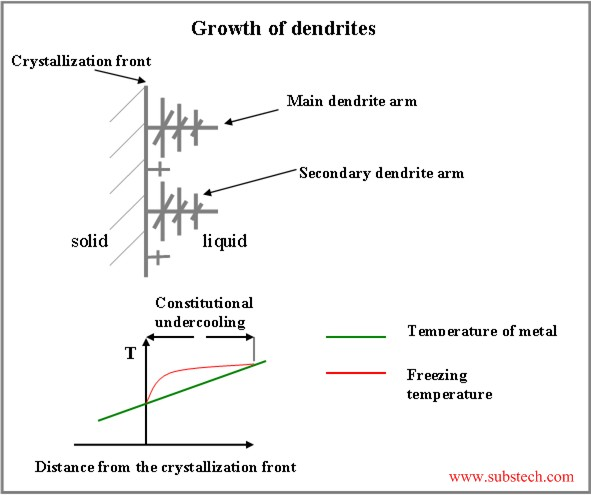 Growth of dendrites
Crystallization front
Main dendrite arm
Secondary dendrite arm
solid
liquid
Constitutional
undercooling
T
Temperature of metal
Freezing
temperature
Distance from the crystallization front
www.substech.com